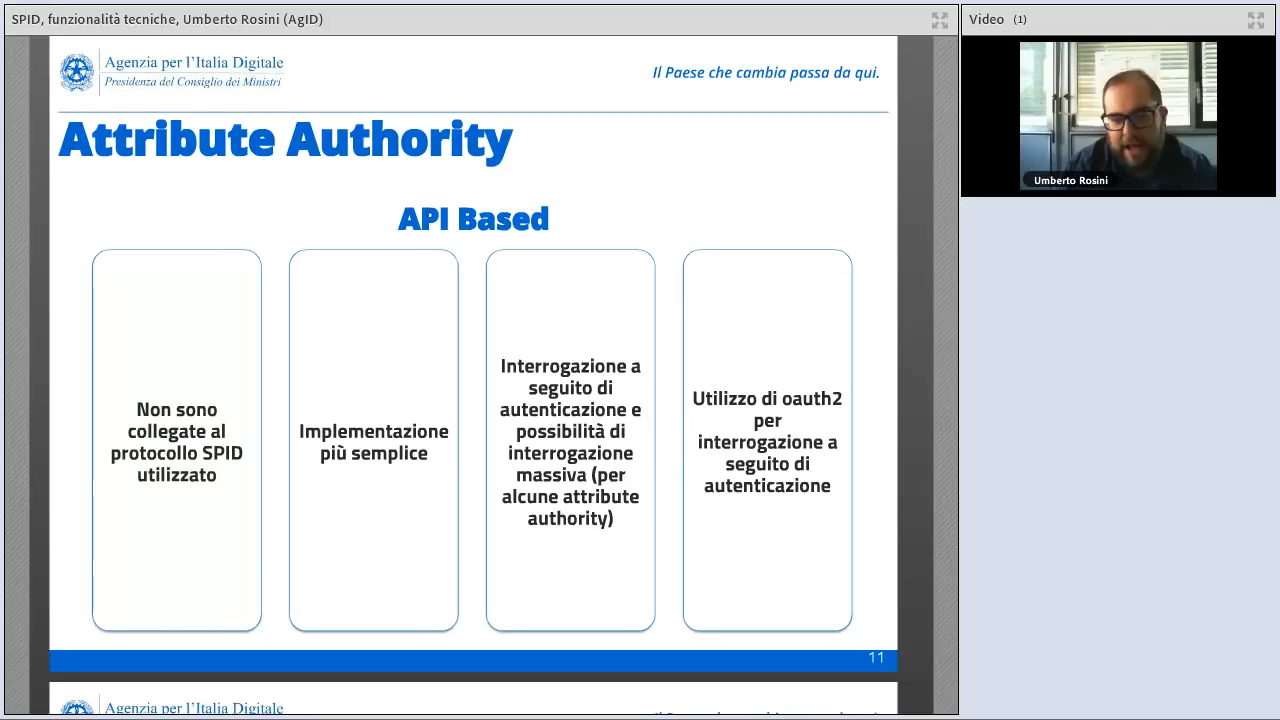 SPID, funzionalità tecniche, Umberto Rosini (AgID)
Video (1)
Agenzia per l'Italia Digitale
Presidenza del Consiglio dei Ministri
Il Paese che cambia passa da qui.
Umberto Rosini
Attribute Authority
API Based
Non sono
collegate al
protocollo SPID
utilizzato
Implementazione
più semplice
Interrogazione a
seguito di
autenticazione e
possibilità di
interrogazione
massiva (per
alcune attribute
authority)
Utilizzo di oauth2
per
interrogazione a
seguito di
autenticazione
11
Agenzia per l'Italia Digitale